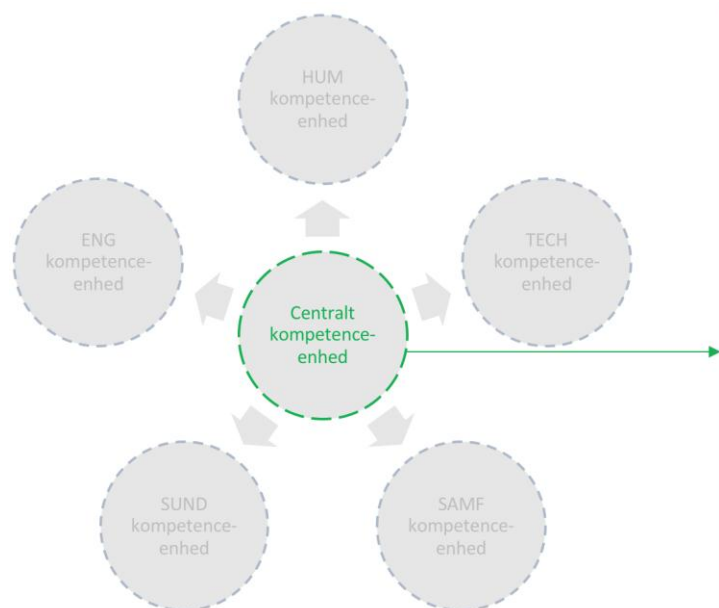 HUM
kompetence-
enhed
ENG
kompetence-
enhed
TECH
kompetence-
enhed
Centralt
kompetence-
enhed
SUND
kompetence-
enhed
SAMF
kompetence-
enhed